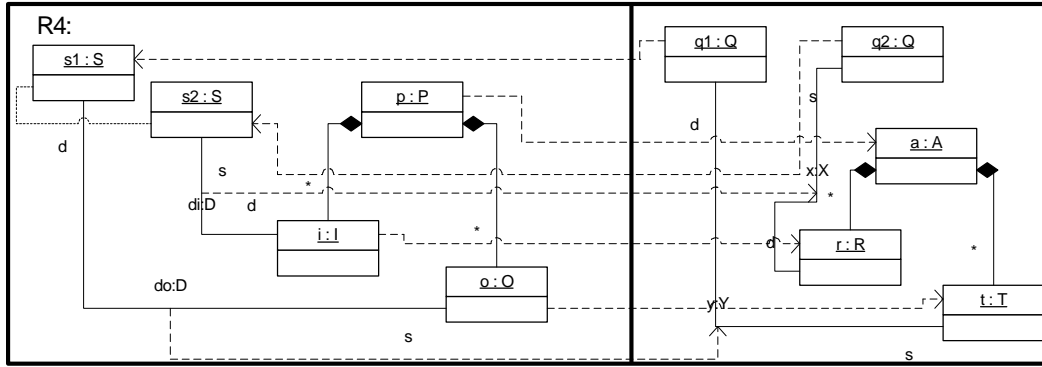 R4:
s1 : S
q1 : Q
q2 : Q
s2 : S
p : P
s
d
a : A
d
s
x:X
*
*
di:D
d
i : I
*
d
r : R
*
o : O
do:D
y:Y
t : T
s
s